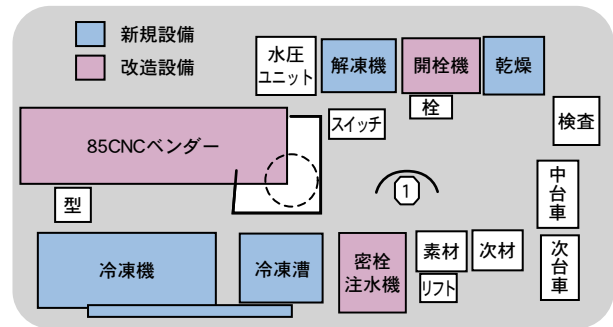 新規設備
改造設備
水圧
ユニット
解凍機
開栓機
乾燥
栓
スイッチ
検査
85CNCベンダー
型
1
中
台
車
冷凍機
冷凍漕
密栓
注水機
素材
次材
リフト
次
台
車